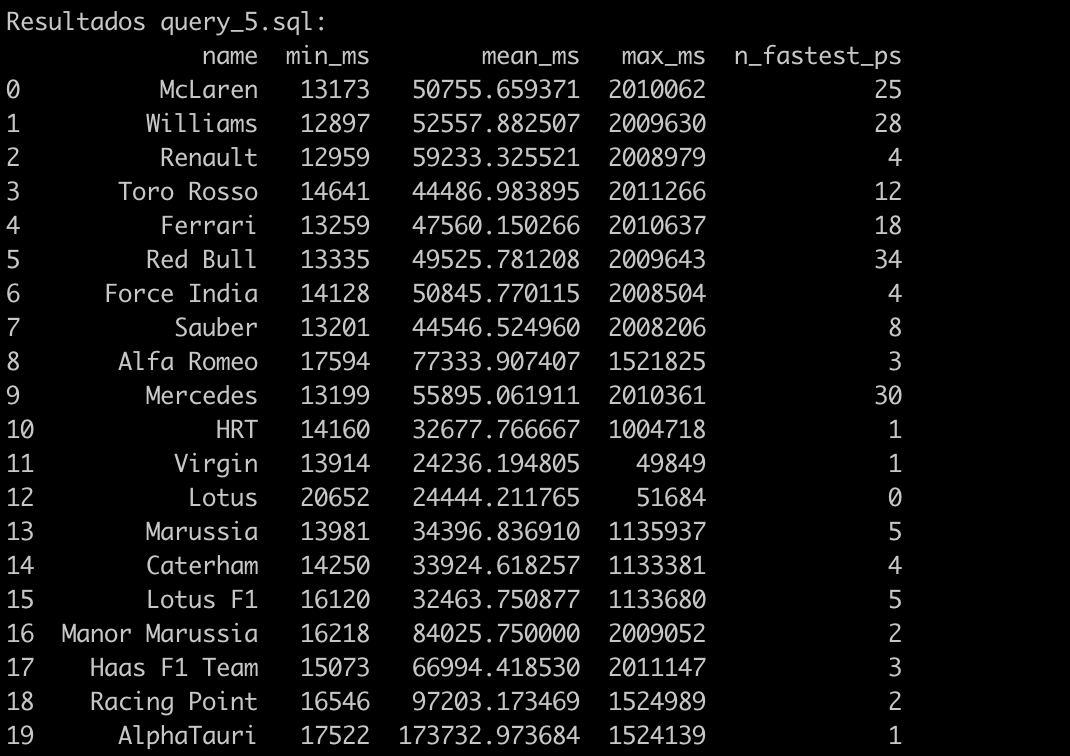 Resultados query_5.sql:
name min_ms mean_ms max_ms n_fastest_ps
0 McLaren 13173 50755.659371 2010062 25
1 Williams 12897 52557.882507 2009630 28
2 Renault 12959 59233.325521 2008979 4
3 Toro Rosso 14641 44486.983895 2011266 12
4 Ferrari 13259 47560.150266 2010637 18
5 Red Bull 13335 49525.781208 2009643 34
6 Force India 14128 50845.770115 2008504 4
7 Sauber 13201 44546.524960 2008206 8
8 Alfa Romeo 17594 77333.907407 1521825 3
9 Mercedes 13199 55895.061911 2010361 30
10 HRT 14160 32677.766667 1004718 1
11 Virgin 13914 24236.194805 49849 1
12 Lotus 20652 24444.211765 51684 0
13 Marussia 13981 34396.836910 1135937 5
14 Caterham 14250 33924.618257 1133381 4
15 Lotus F1 16120 32463.750877 1133680 5
16 Manor Marussia 16218 84025.750000 2009052 2
17 Haas F1 Team 15073 66994.418530 2011147 3
18 Racing Point 16546 97203.173469 1524989 2
19 AlphaTauri 17522 173732.973684 1524139 1